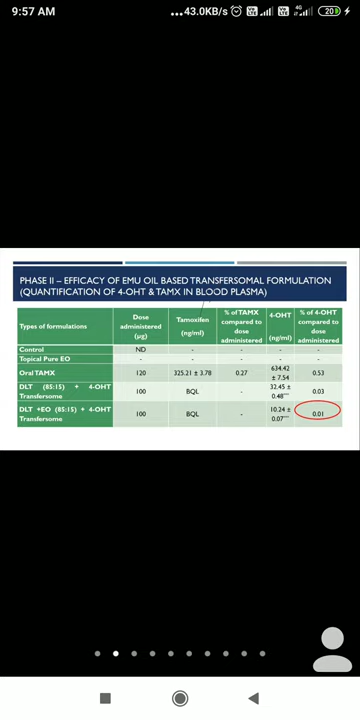 9:57 AM
...43.0KB/s
4G
20
PHASE II – EFFICACY OF EMU OIL BASED TRANSFERSOMAL FORMULATION
(QUANTIFICATION OF 4-OHT & TAMX IN BLOOD PLASMA)
Types of formulations | Dose administered (µg) | Tamoxifen (ng/ml) | % of TAMX compared to dose administered | 4-OHT (ng/ml) | % of 4-OHT compared to dose administered
Control | ND | - | - | - | -
Topical Pure EO | - | - | - | - | -
Oral TAMX | 120 | 325.21 ± 3.78 | 0.27 | 634.42 ± 7.54 | 0.53
DLT (85:15) + 4-OHT Transfersome | 100 | BQL | - | 32.45 ± 0.48*** | 0.03
DLT +EO (85:15) + 4-OHT Transfersome | 100 | BQL | - | 10.24 ± 0.07*** | 0.01